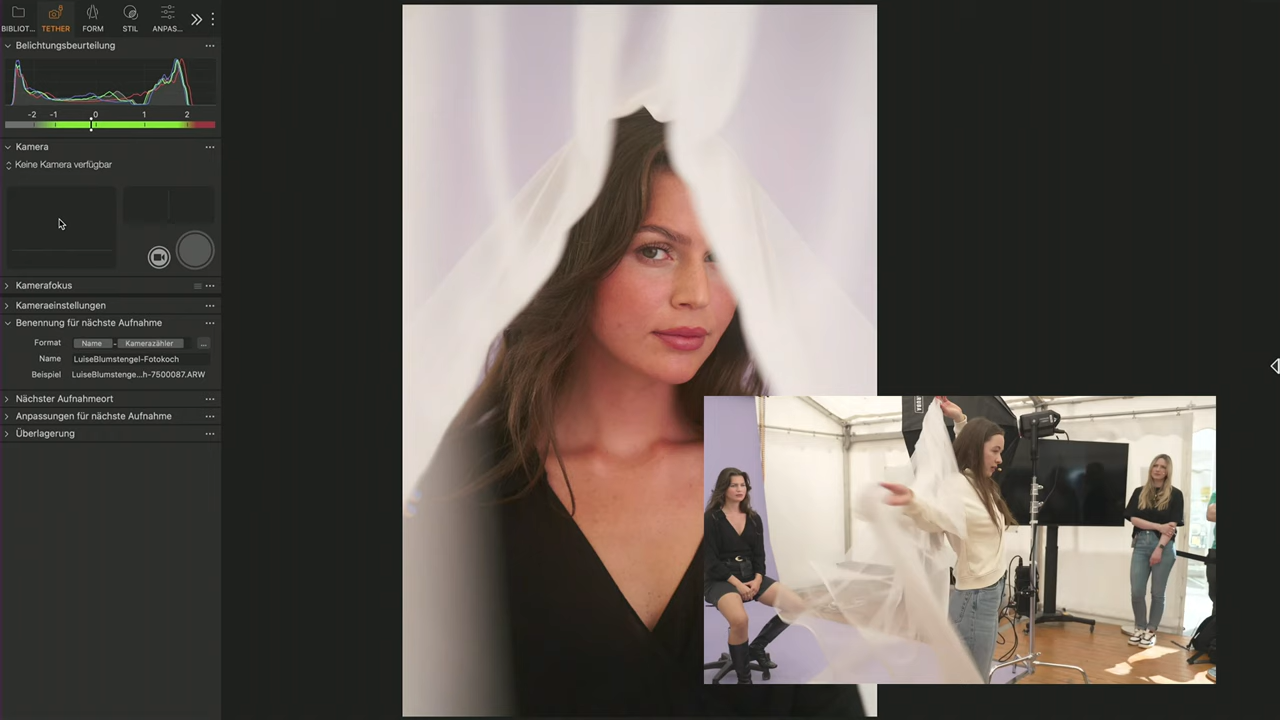 BIBLIOT... TETHER FORM STIL ANPAS...
Belichtungsbeurteilung
-2 -1 0 1 2
Kamera
Keine Kamera verfügbar
Kamerafokus
Kameraeinstellungen
Benennung für nächste Aufnahme
Format Name - Kamerazähler ...
Name LuiseBlumstengel-Fotokoch
Beispiel LuiseBlumstenge...h-7500087.ARW
Nächster Aufnahmeort
Anpassungen für nächste Aufnahme
Überlagerung